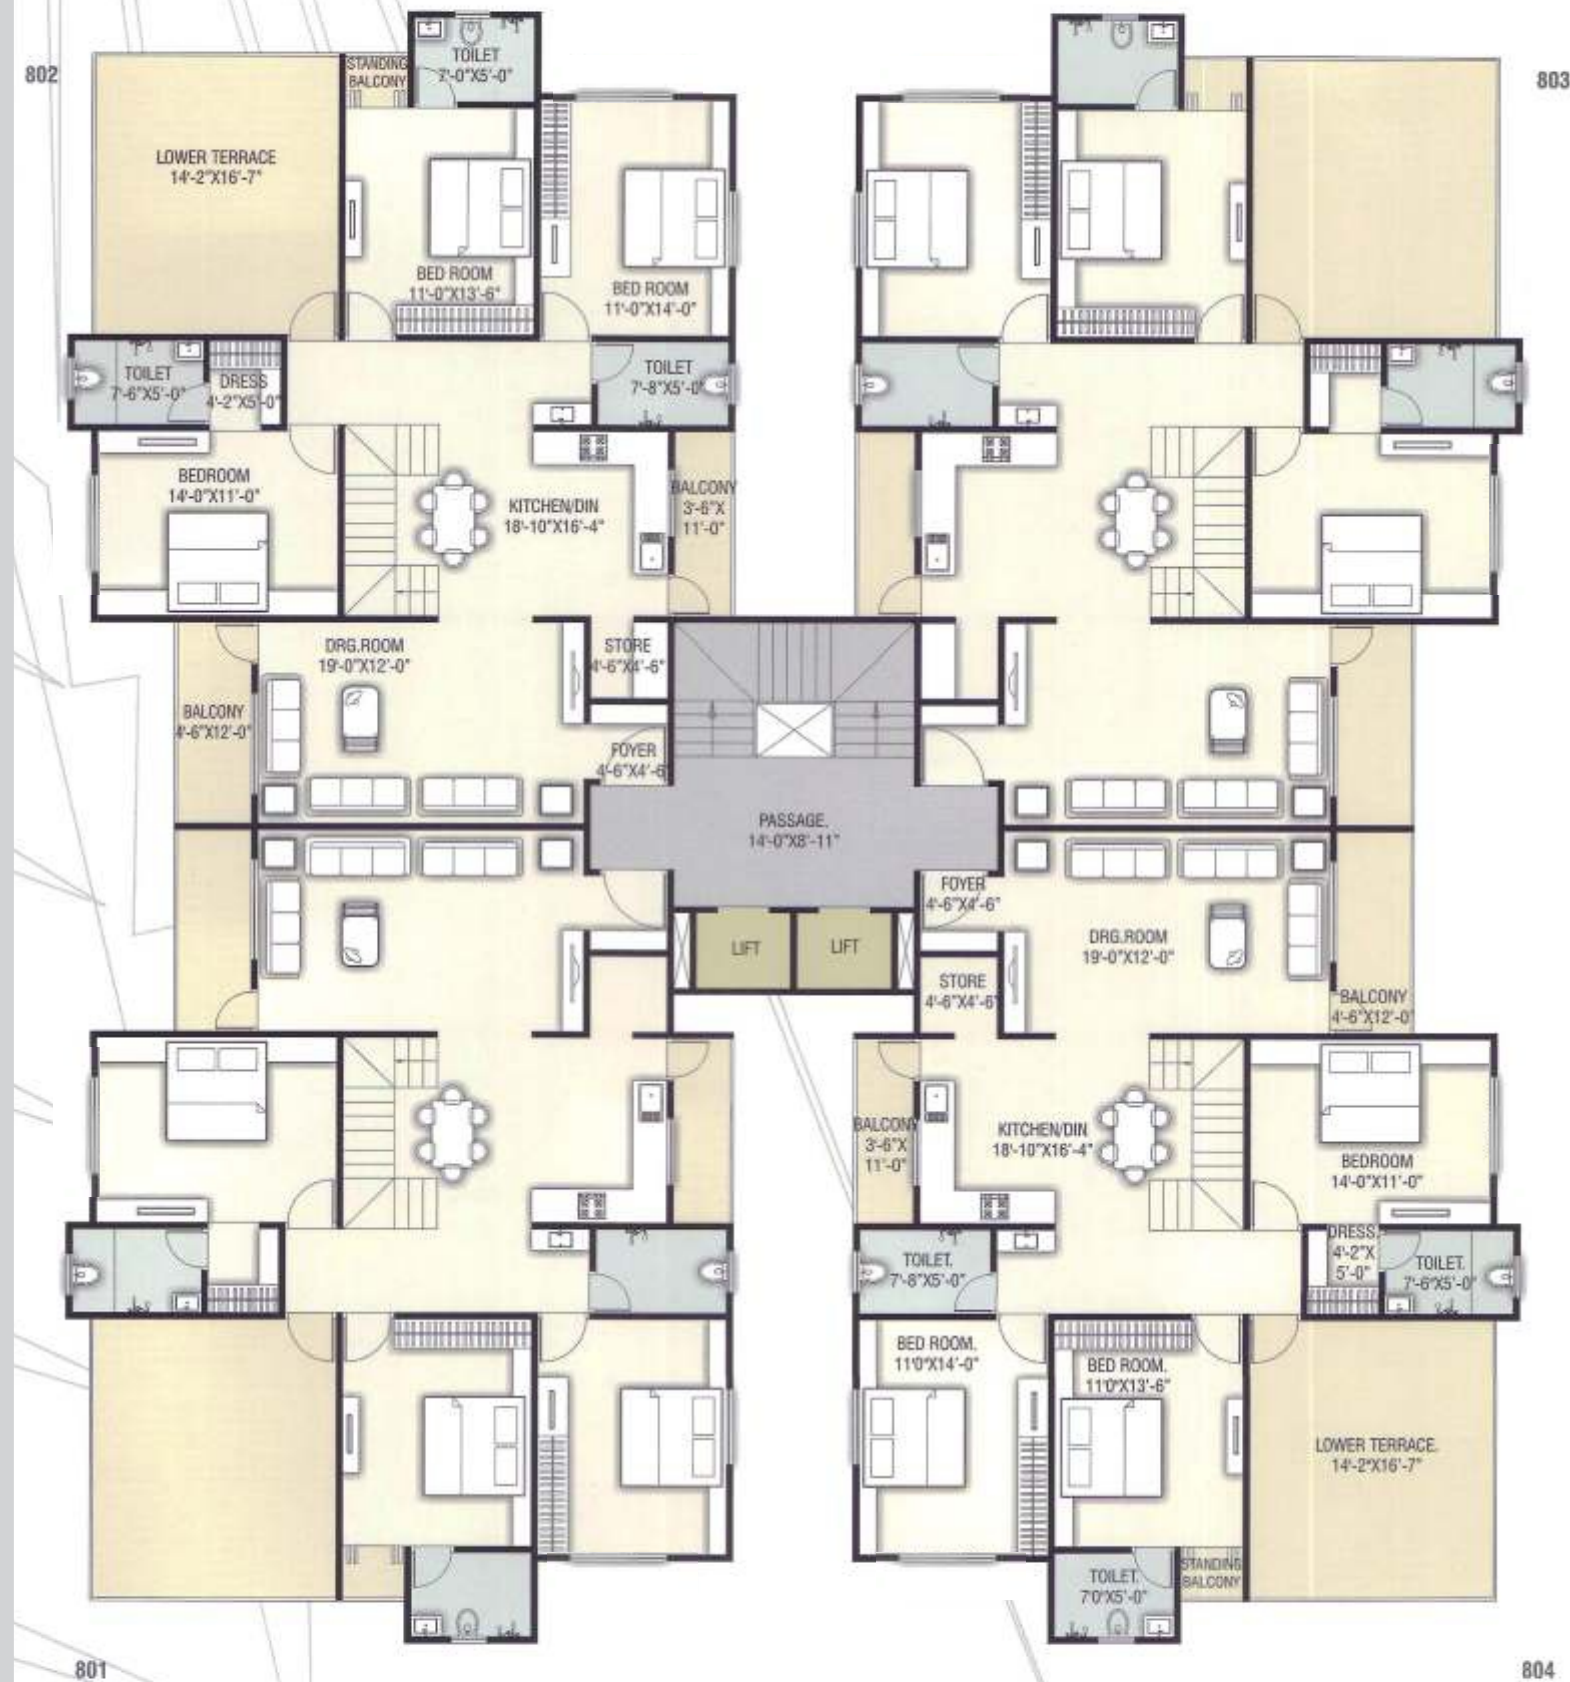 802
803
STANDING
BALCONY
TOILET
7'-0"X5'-0"
LOWER TERRACE
14'-2"X16'-7"
BED ROOM
11'-0"X13'-6"
BED ROOM
11'-0"X14'-0"
TOILET
7'-6"X5'-0"
DRESS
4'-2"X5'-0"
TOILET
7'-8"X5'-0"
BEDROOM
14'-0"X11'-0"
KITCHEN/DIN
18'-10"X16'-4"
BALCONY
3'-6"X
11'-0"
DRG.ROOM
19'-0"X12'-0"
STORE
4'-6"X4'-6"
BALCONY
4'-6"X12'-0"
FOYER
4'-6"X4'-6
PASSAGE.
14'-0"X8'-11"
LIFT
LIFT
FOYER
4'-6"X4'-6"
DRG.ROOM
19'-0"X12'-0"
STORE
4'-6"X4'-6"
BALCONY
4'-6"X12'-0"
BALCONY
3'-6"X
11'-0"
KITCHEN/DIN
18'-10"X16'-4"
BEDROOM
14'-0"X11'-0"
DRESS.
4'-2"X
5'-0"
TOILET.
7'-6"X5'-0"
TOILET.
7'-8"X5'-0"
BED ROOM.
11'0"X14'-0"
BED ROOM.
11'0"X13'-6"
LOWER TERRACE.
14'-2"X16'-7"
TOILET.
7'0"X5'-0"
STANDING
BALCONY
801
804